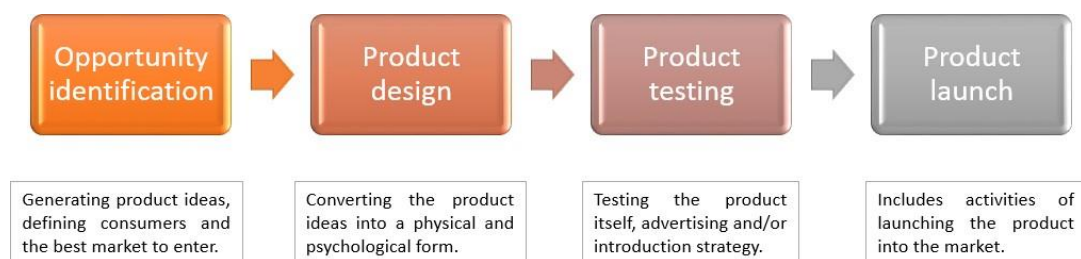 Opportunity
identification
Product
design
Product
testing
Product
launch
Generating product ideas,
defining consumers and
the best market to enter.
Converting the product
ideas into a physical and
psychological form.
Testing the product
itself, advertising and/or
introduction strategy.
Includes activities of
launching the product
into the market.